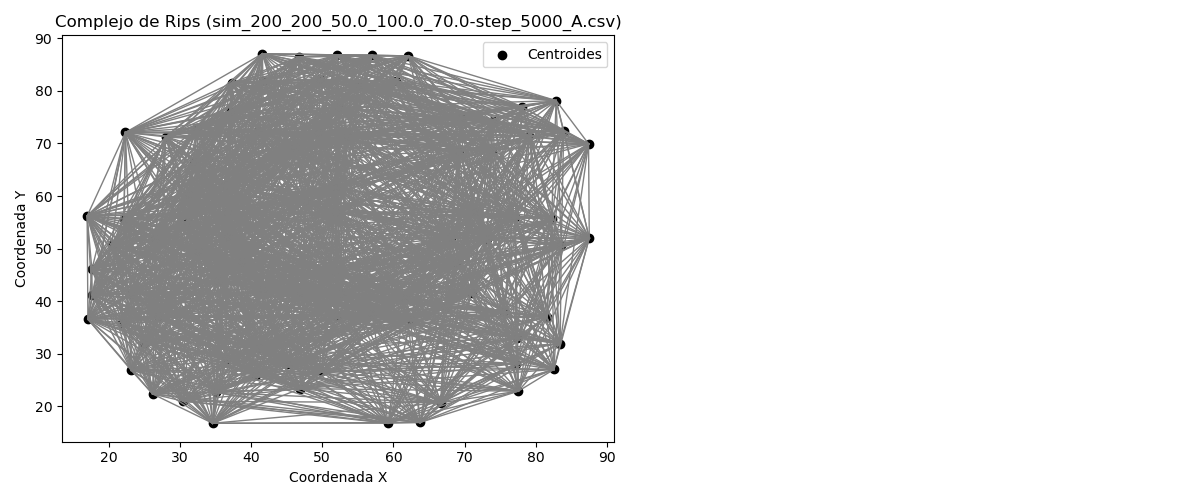 Complejo de Rips (sim_200_200_50.0_100.0_70.0-step_5000_A.csv)
Centroides
90
80
70
60
50
40
30
20
Coordenada Y
20 30 40 50 60 70 80 90
Coordenada X